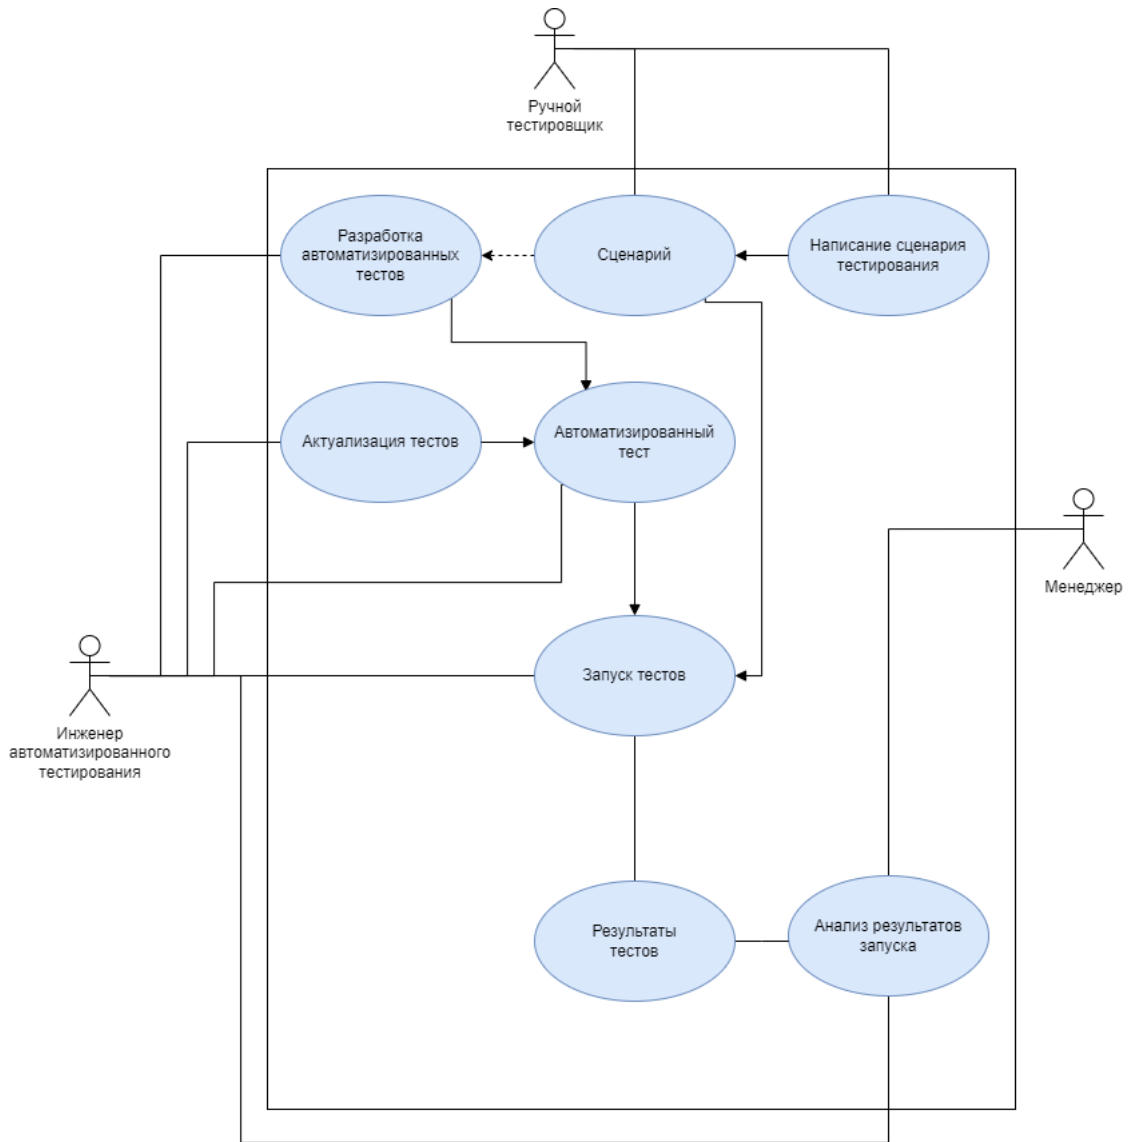 Ручной
тестировщик
Разработка
автоматизированных
тестов
Сценарий
Написание сценария
тестирования
Актуализация тестов
Автоматизированный
тест
Менеджер
Запуск тестов
Инженер
автоматизированного
тестирования
Результаты
тестов
Анализ результатов
запуска